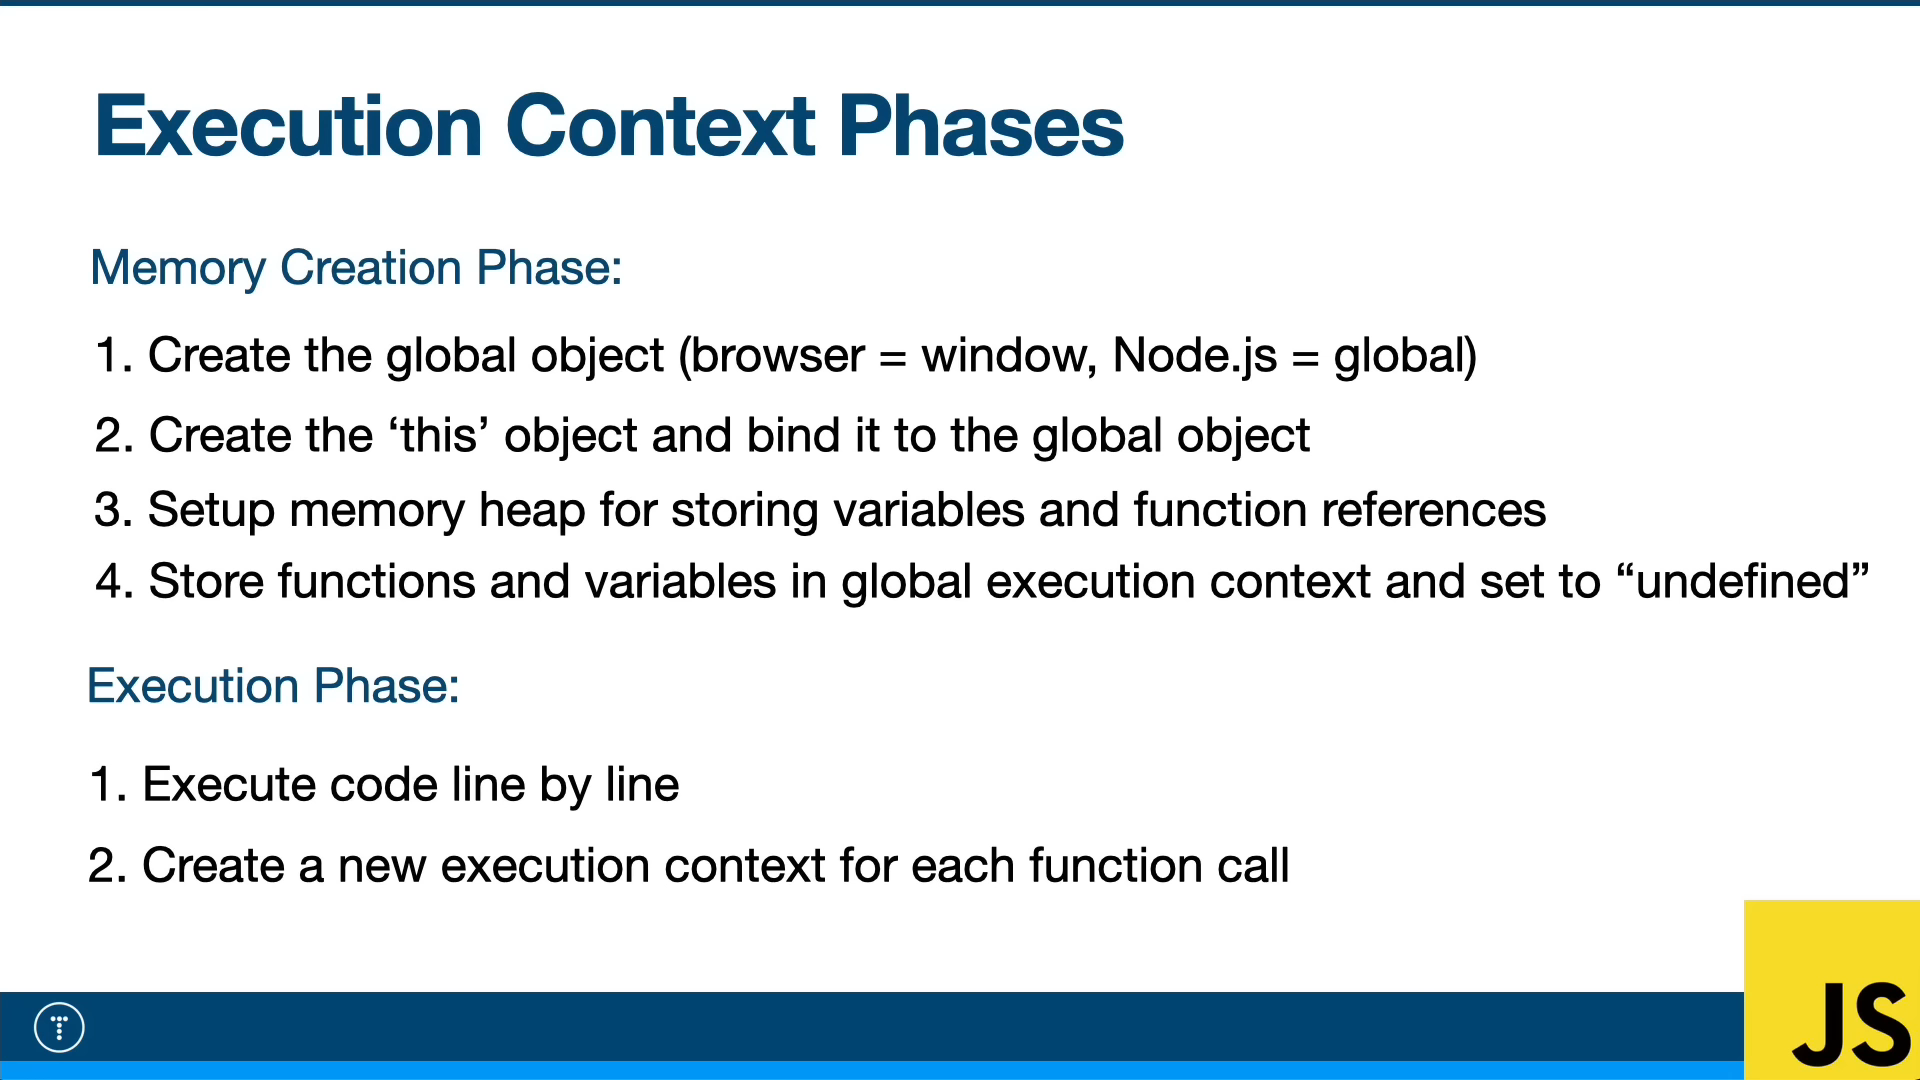 Execution Context Phases
Memory Creation Phase:
1. Create the global object (browser = window, Node.js = global)
2. Create the ‘this’ object and bind it to the global object
3. Setup memory heap for storing variables and function references
4. Store functions and variables in global execution context and set to “undefined”
Execution Phase:
1. Execute code line by line
2. Create a new execution context for each function call
T
JS